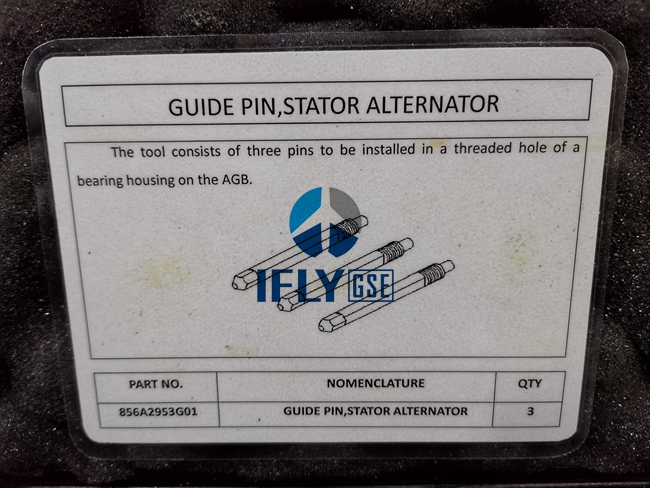 GUIDE PIN,STATOR ALTERNATOR
The tool consists of three pins to be installed in a threaded hole of a
bearing housing on the AGB.
IFLY GSE
PART NO. NOMENCLATURE QTY
856A2953G01 GUIDE PIN,STATOR ALTERNATOR 3